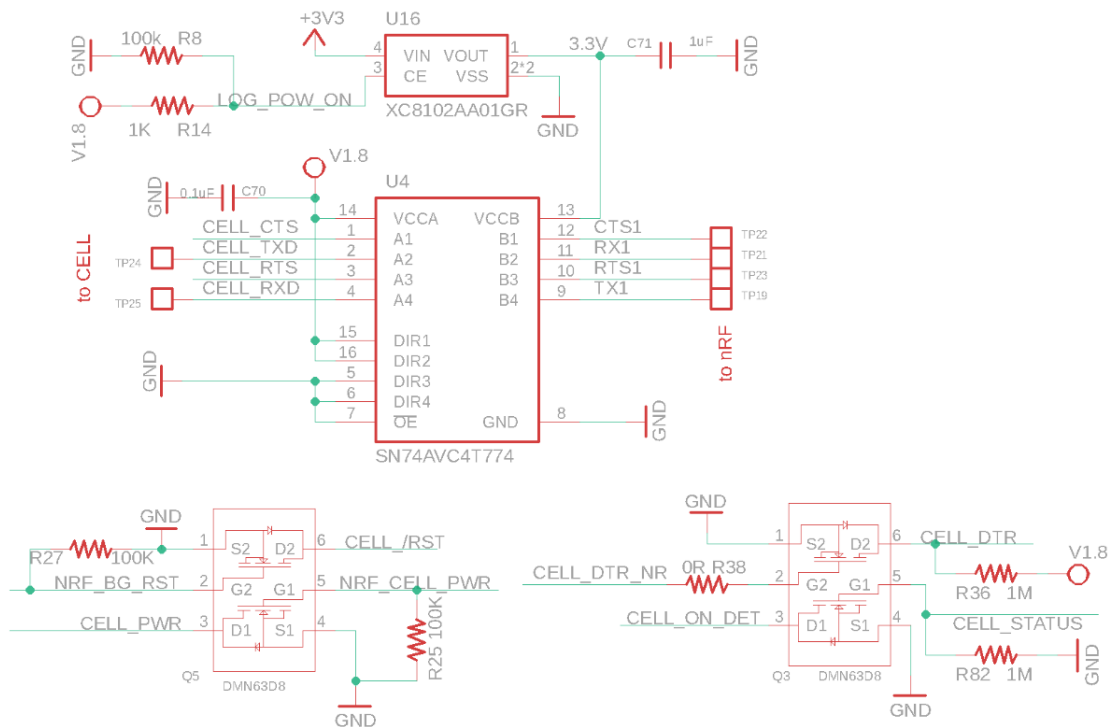 +3V3
U16
GND
100k R8
4 VIN VOUT 1
3 CE VSS 2*2
3.3V
C71 1uF
GND
LOG_POW_ON
V1.8
1K R14
XC8102AA01GR
GND
V1.8
U4
GND
0.1uF C70
14 VCCA VCCB 13
CELL_CTS 1 A1 B1 12 CTS1 TP22
CELL_TXD 2 A2 B2 11 RX1 TP21
TP24
CELL_RTS 3 A3 B3 10 RTS1 TP23
CELL_RXD 4 A4 B4 9 TX1 TP19
TP25
to CELL
to nRF
15 DIR1
16 DIR2
GND
5 DIR3
6 DIR4
7 OE GND 8
GND
SN74AVC4T774
GND
R27 100K
1 S2 D2 6 CELL_/RST
NRF_BG_RST 2 G2 G1 5 NRF_CELL_PWR
CELL_PWR 3 D1 S1 4
R25 100K
Q5 DMN63D8
GND
GND
1 S2 D2 6 CELL_DTR
V1.8
CELL_DTR_NR 0R R38 2 G2 G1 5
R36 1M
CELL_ON_DET 3 D1 S1 4
CELL_STATUS
R82 1M
GND
Q3 DMN63D8
GND